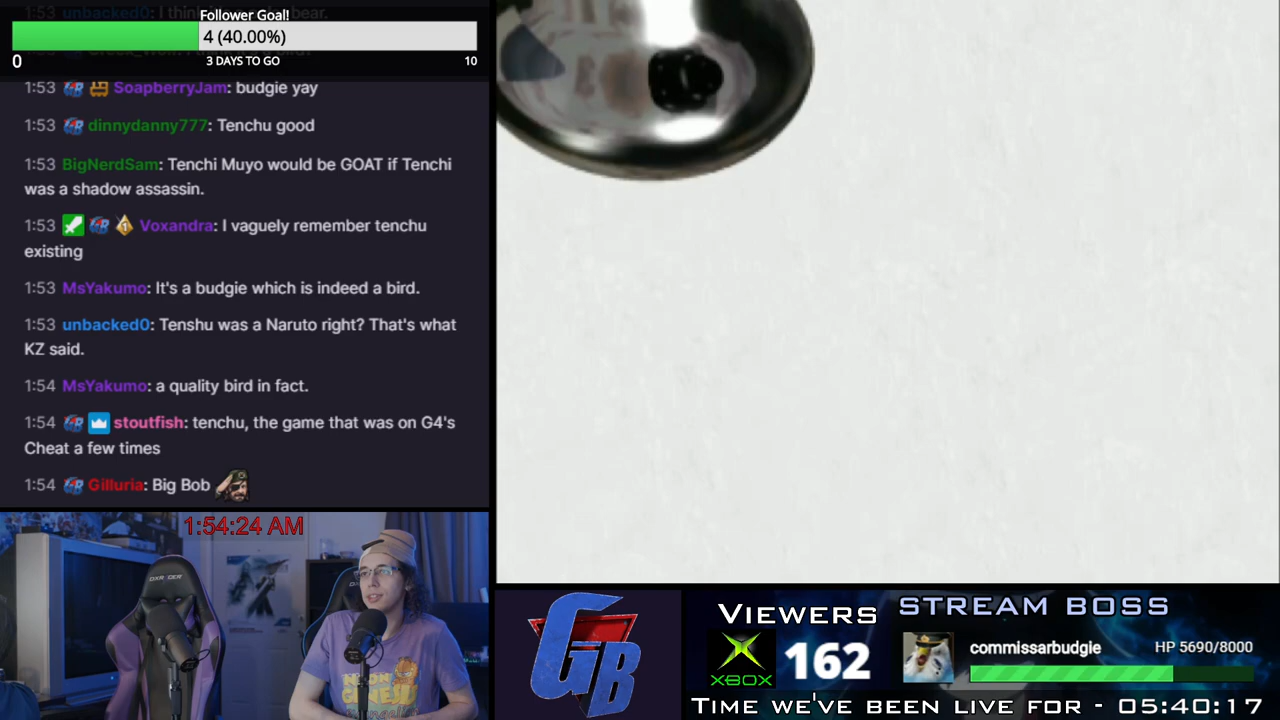 1:53 unbacked0: I think
bear.
Follower Goal!
4 (40.00%)
0
3 DAYS TO GO
10
1:53 SoapberryJam: budgie yay
1:53 dinnydanny777: Tenchu good
1:53 BigNerdSam: Tenchi Muyo would be GOAT if Tenchi
was a shadow assassin.
1:53 Voxandra: I vaguely remember tenchu
existing
1:53 MsYakumo: It's a budgie which is indeed a bird.
1:53 unbacked0: Tenshu was a Naruto right? That's what
KZ said.
1:54 MsYakumo: a quality bird in fact.
1:54 stoutfish: tenchu, the game that was on G4's
Cheat a few times
1:54 Gilluria: Big Bob
1:54:24 AM
GB
VIEWERS
XBOX
162
STREAM BOSS
commissarbudgie HP 5690/8000
TIME WE'VE BEEN LIVE FOR - 05:40:17